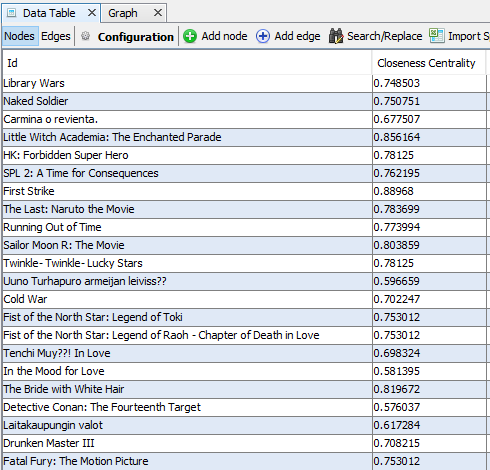 Data Table × Graph ×
Nodes Edges Configuration Add node Add edge Search/Replace Import S
Id Closeness Centrality
Library Wars 0.748503
Naked Soldier 0.750751
Carmina o revienta. 0.677507
Little Witch Academia: The Enchanted Parade 0.856164
HK: Forbidden Super Hero 0.78125
SPL 2: A Time for Consequences 0.762195
First Strike 0.88968
The Last: Naruto the Movie 0.783699
Running Out of Time 0.773994
Sailor Moon R: The Movie 0.803859
Twinkle- Twinkle- Lucky Stars 0.78125
Uuno Turhapuro armeijan leiviss?? 0.596659
Cold War 0.702247
Fist of the North Star: Legend of Toki 0.753012
Fist of the North Star: Legend of Raoh - Chapter of Death in Love 0.753012
Tenchi Muy??! In Love 0.698324
In the Mood for Love 0.581395
The Bride with White Hair 0.819672
Detective Conan: The Fourteenth Target 0.576037
Laitakaupungin valot 0.617284
Drunken Master III 0.708215
Fatal Fury: The Motion Picture 0.753012